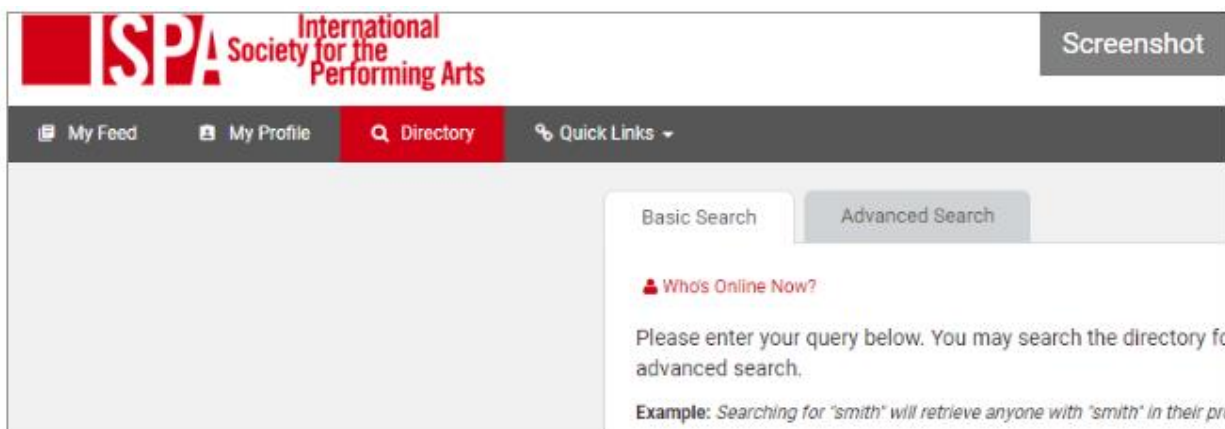 ISPA International
Society for the
Performing Arts
Screenshot
My Feed My Profile Directory Quick Links
Basic Search Advanced Search
Who's Online Now?
Please enter your query below. You may search the directory
advanced search.
Example: Searching for "smith" will retrieve anyone with "smith" in their